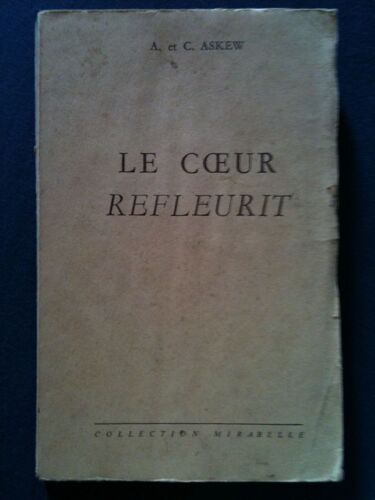 A. et C. ASKEW
LE CŒUR
REFLEURIT
COLLECTION MIRABELLE